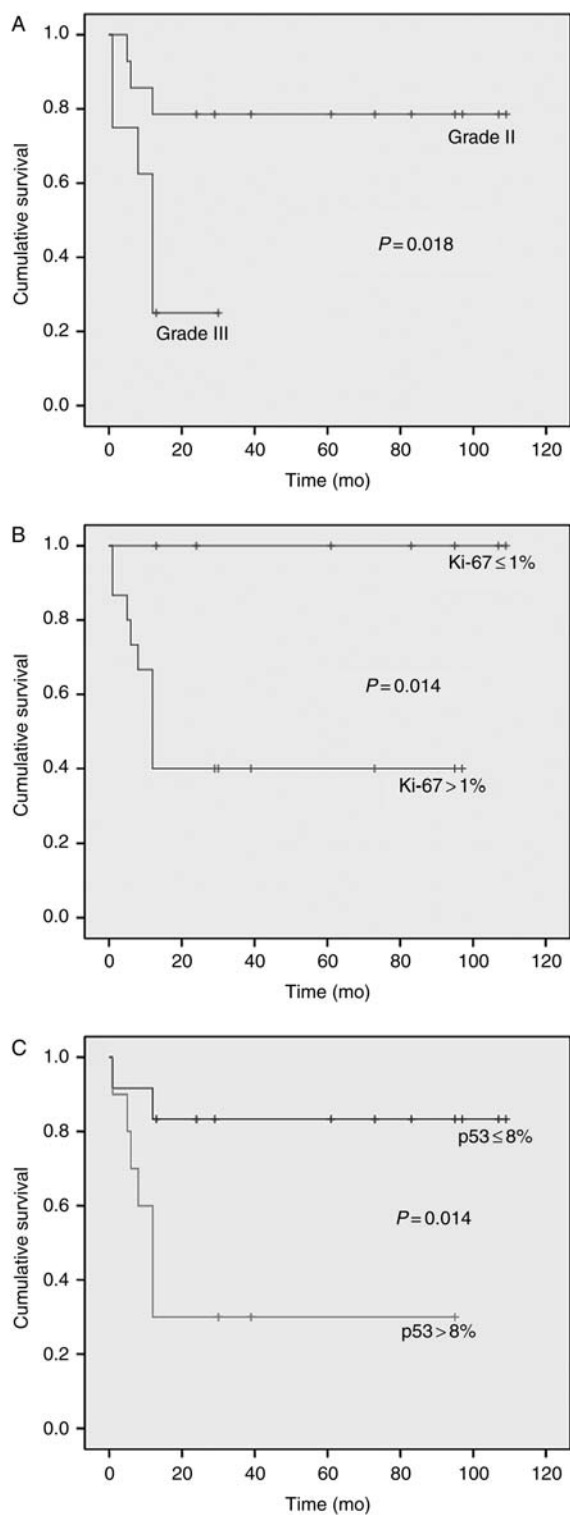 A
1.0
0.8
0.6
0.4
0.2
0.0
Cumulative survival
Grade II
P=0.018
Grade III
0 20 40 60 80 100 120
Time (mo)
B
1.0
0.8
0.6
0.4
0.2
0.0
Cumulative survival
Ki-67≤1%
P=0.014
Ki-67>1%
0 20 40 60 80 100 120
Time (mo)
C
1.0
0.8
0.6
0.4
0.2
0.0
Cumulative survival
p53≤8%
P=0.014
p53>8%
0 20 40 60 80 100 120
Time (mo)